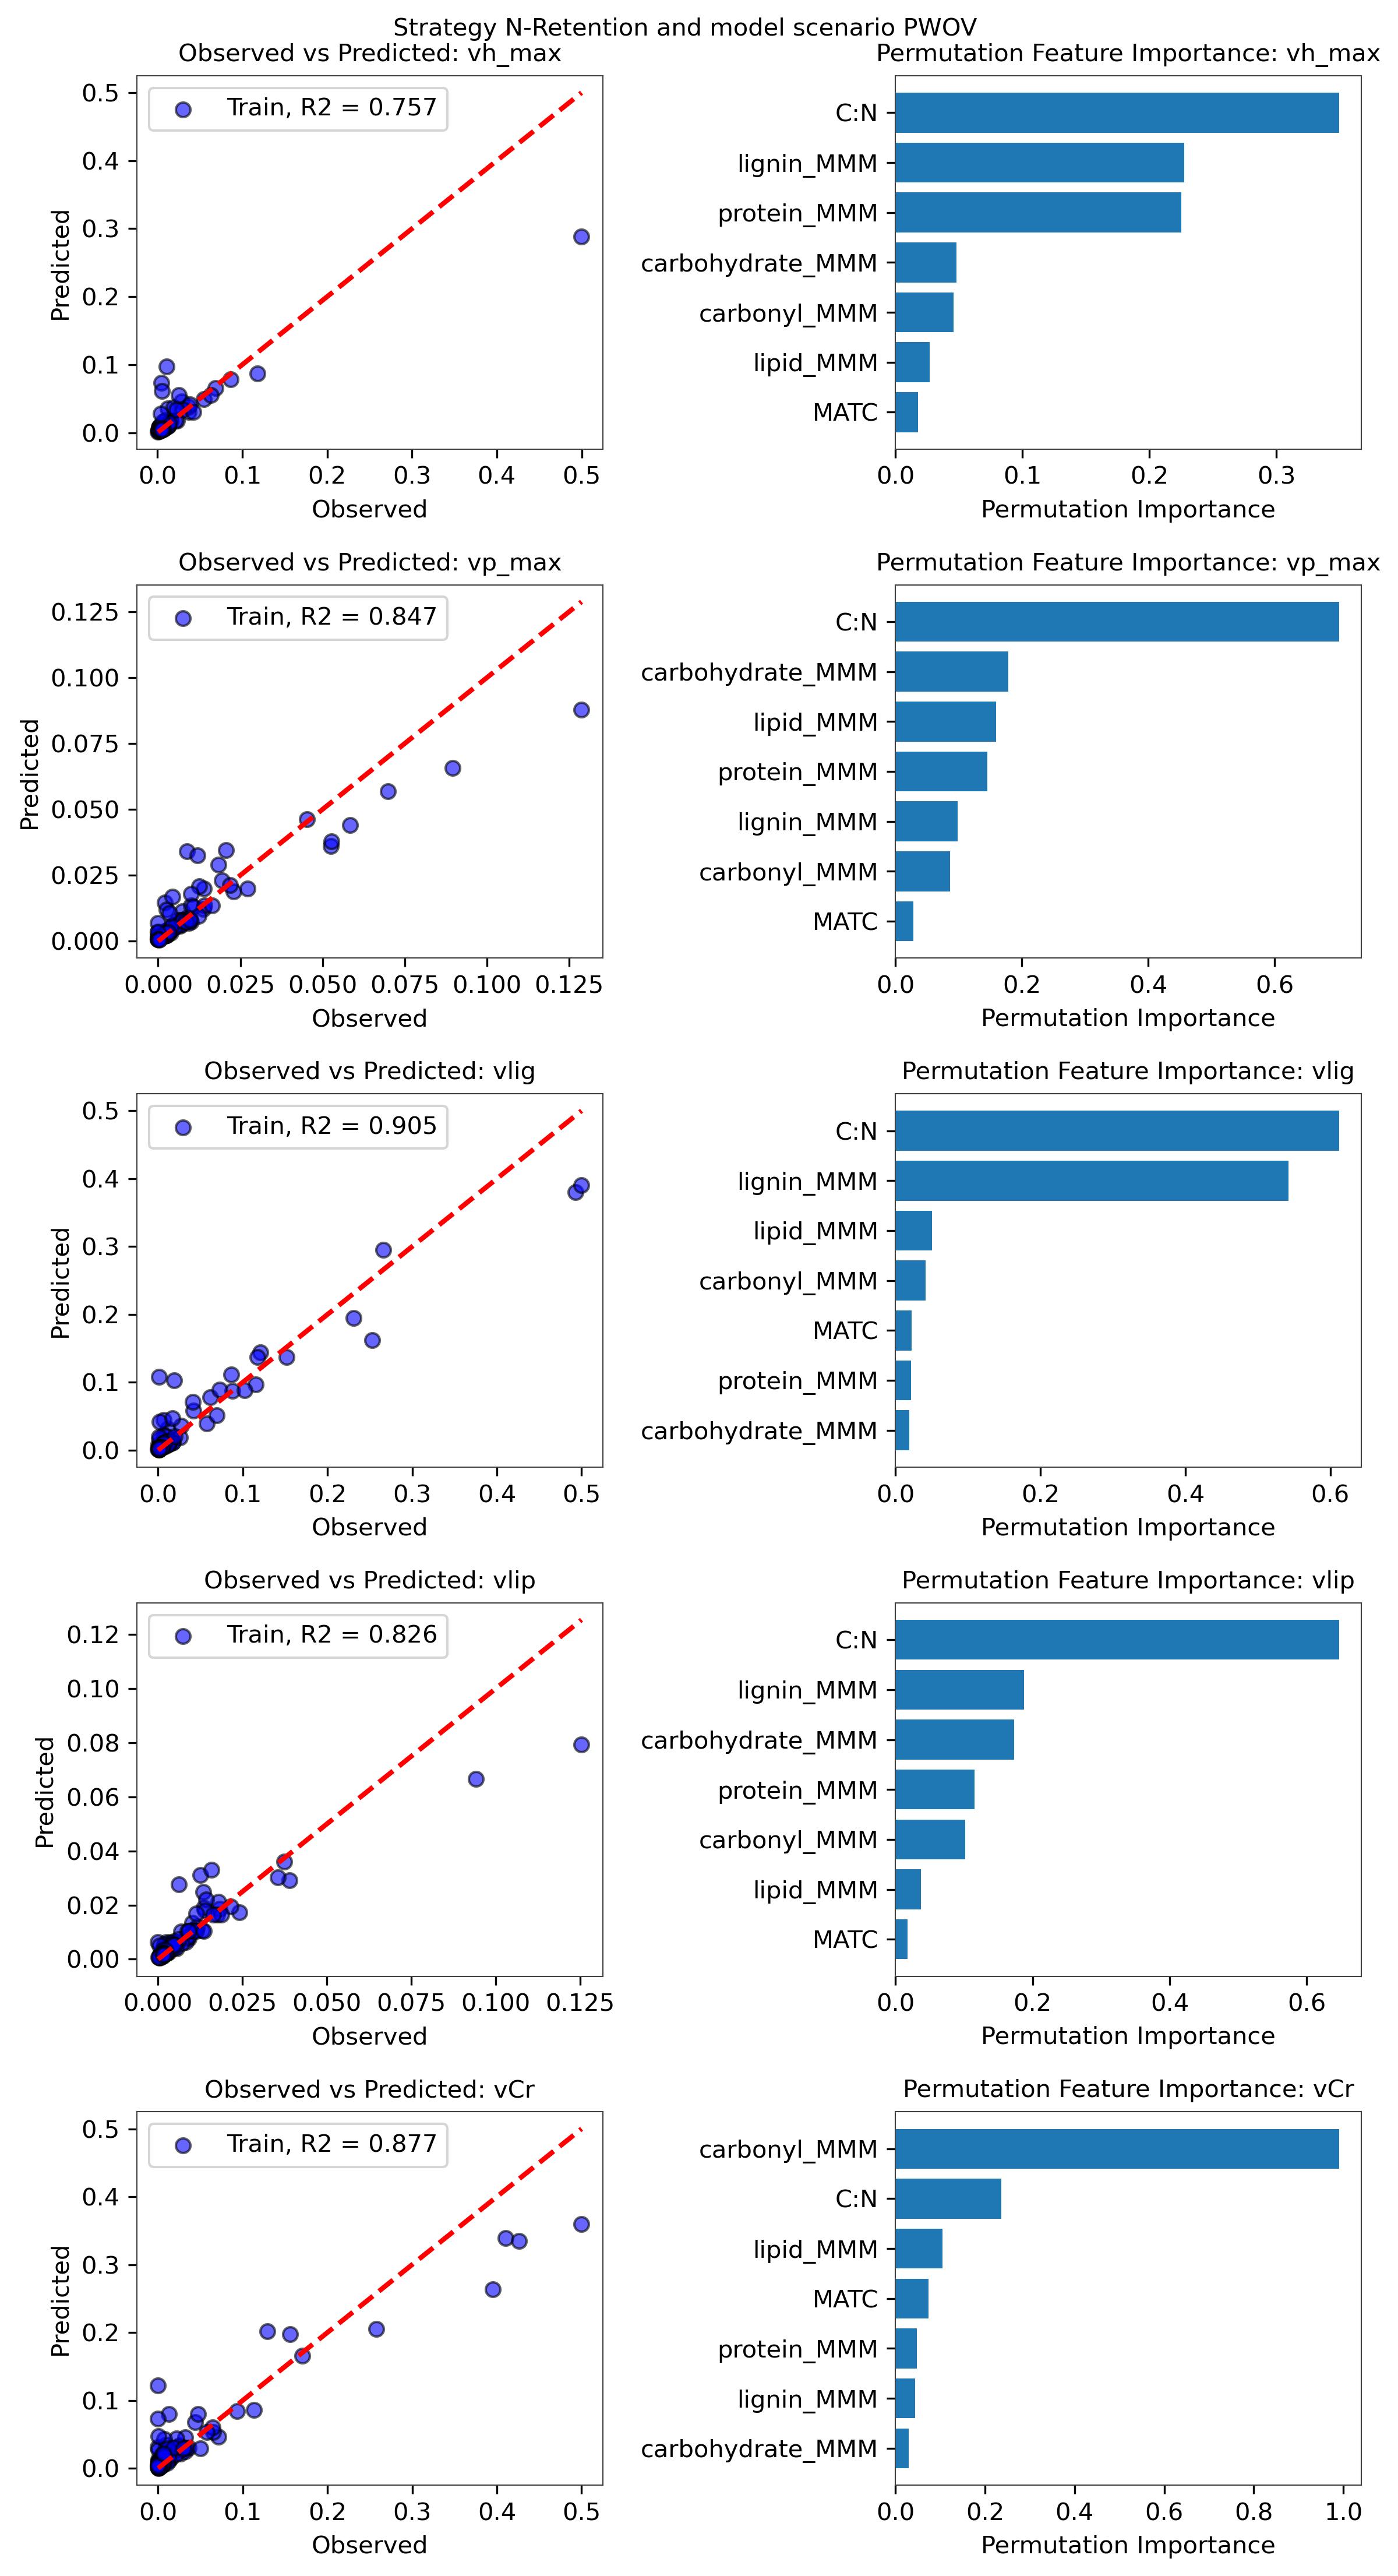 Strategy N-Retention and model scenario PWOV
Observed vs Predicted: vh_max
Train, R2 = 0.757
0.5
0.4
0.3
0.2
0.1
0.0
Predicted
0.0 0.1 0.2 0.3 0.4 0.5
Observed
Permutation Feature Importance: vh_max
C:N
lignin_MMM
protein_MMM
carbohydrate_MMM
carbonyl_MMM
lipid_MMM
MATC
0.0 0.1 0.2 0.3
Permutation Importance
Observed vs Predicted: vp_max
Train, R2 = 0.847
0.125
0.100
0.075
0.050
0.025
0.000
Predicted
0.000 0.025 0.050 0.075 0.100 0.125
Observed
Permutation Feature Importance: vp_max
C:N
carbohydrate_MMM
lipid_MMM
protein_MMM
lignin_MMM
carbonyl_MMM
MATC
0.0 0.2 0.4 0.6
Permutation Importance
Observed vs Predicted: vlig
Train, R2 = 0.905
0.5
0.4
0.3
0.2
0.1
0.0
Predicted
0.0 0.1 0.2 0.3 0.4 0.5
Observed
Permutation Feature Importance: vlig
C:N
lignin_MMM
lipid_MMM
carbonyl_MMM
MATC
protein_MMM
carbohydrate_MMM
0.0 0.2 0.4 0.6
Permutation Importance
Observed vs Predicted: vlip
Train, R2 = 0.826
0.12
0.10
0.08
0.06
0.04
0.02
0.00
Predicted
0.000 0.025 0.050 0.075 0.100 0.125
Observed
Permutation Feature Importance: vlip
C:N
lignin_MMM
carbohydrate_MMM
protein_MMM
carbonyl_MMM
lipid_MMM
MATC
0.0 0.2 0.4 0.6
Permutation Importance
Observed vs Predicted: vCr
Train, R2 = 0.877
0.5
0.4
0.3
0.2
0.1
0.0
Predicted
0.0 0.1 0.2 0.3 0.4 0.5
Observed
Permutation Feature Importance: vCr
carbonyl_MMM
C:N
lipid_MMM
MATC
protein_MMM
lignin_MMM
carbohydrate_MMM
0.0 0.2 0.4 0.6 0.8 1.0
Permutation Importance